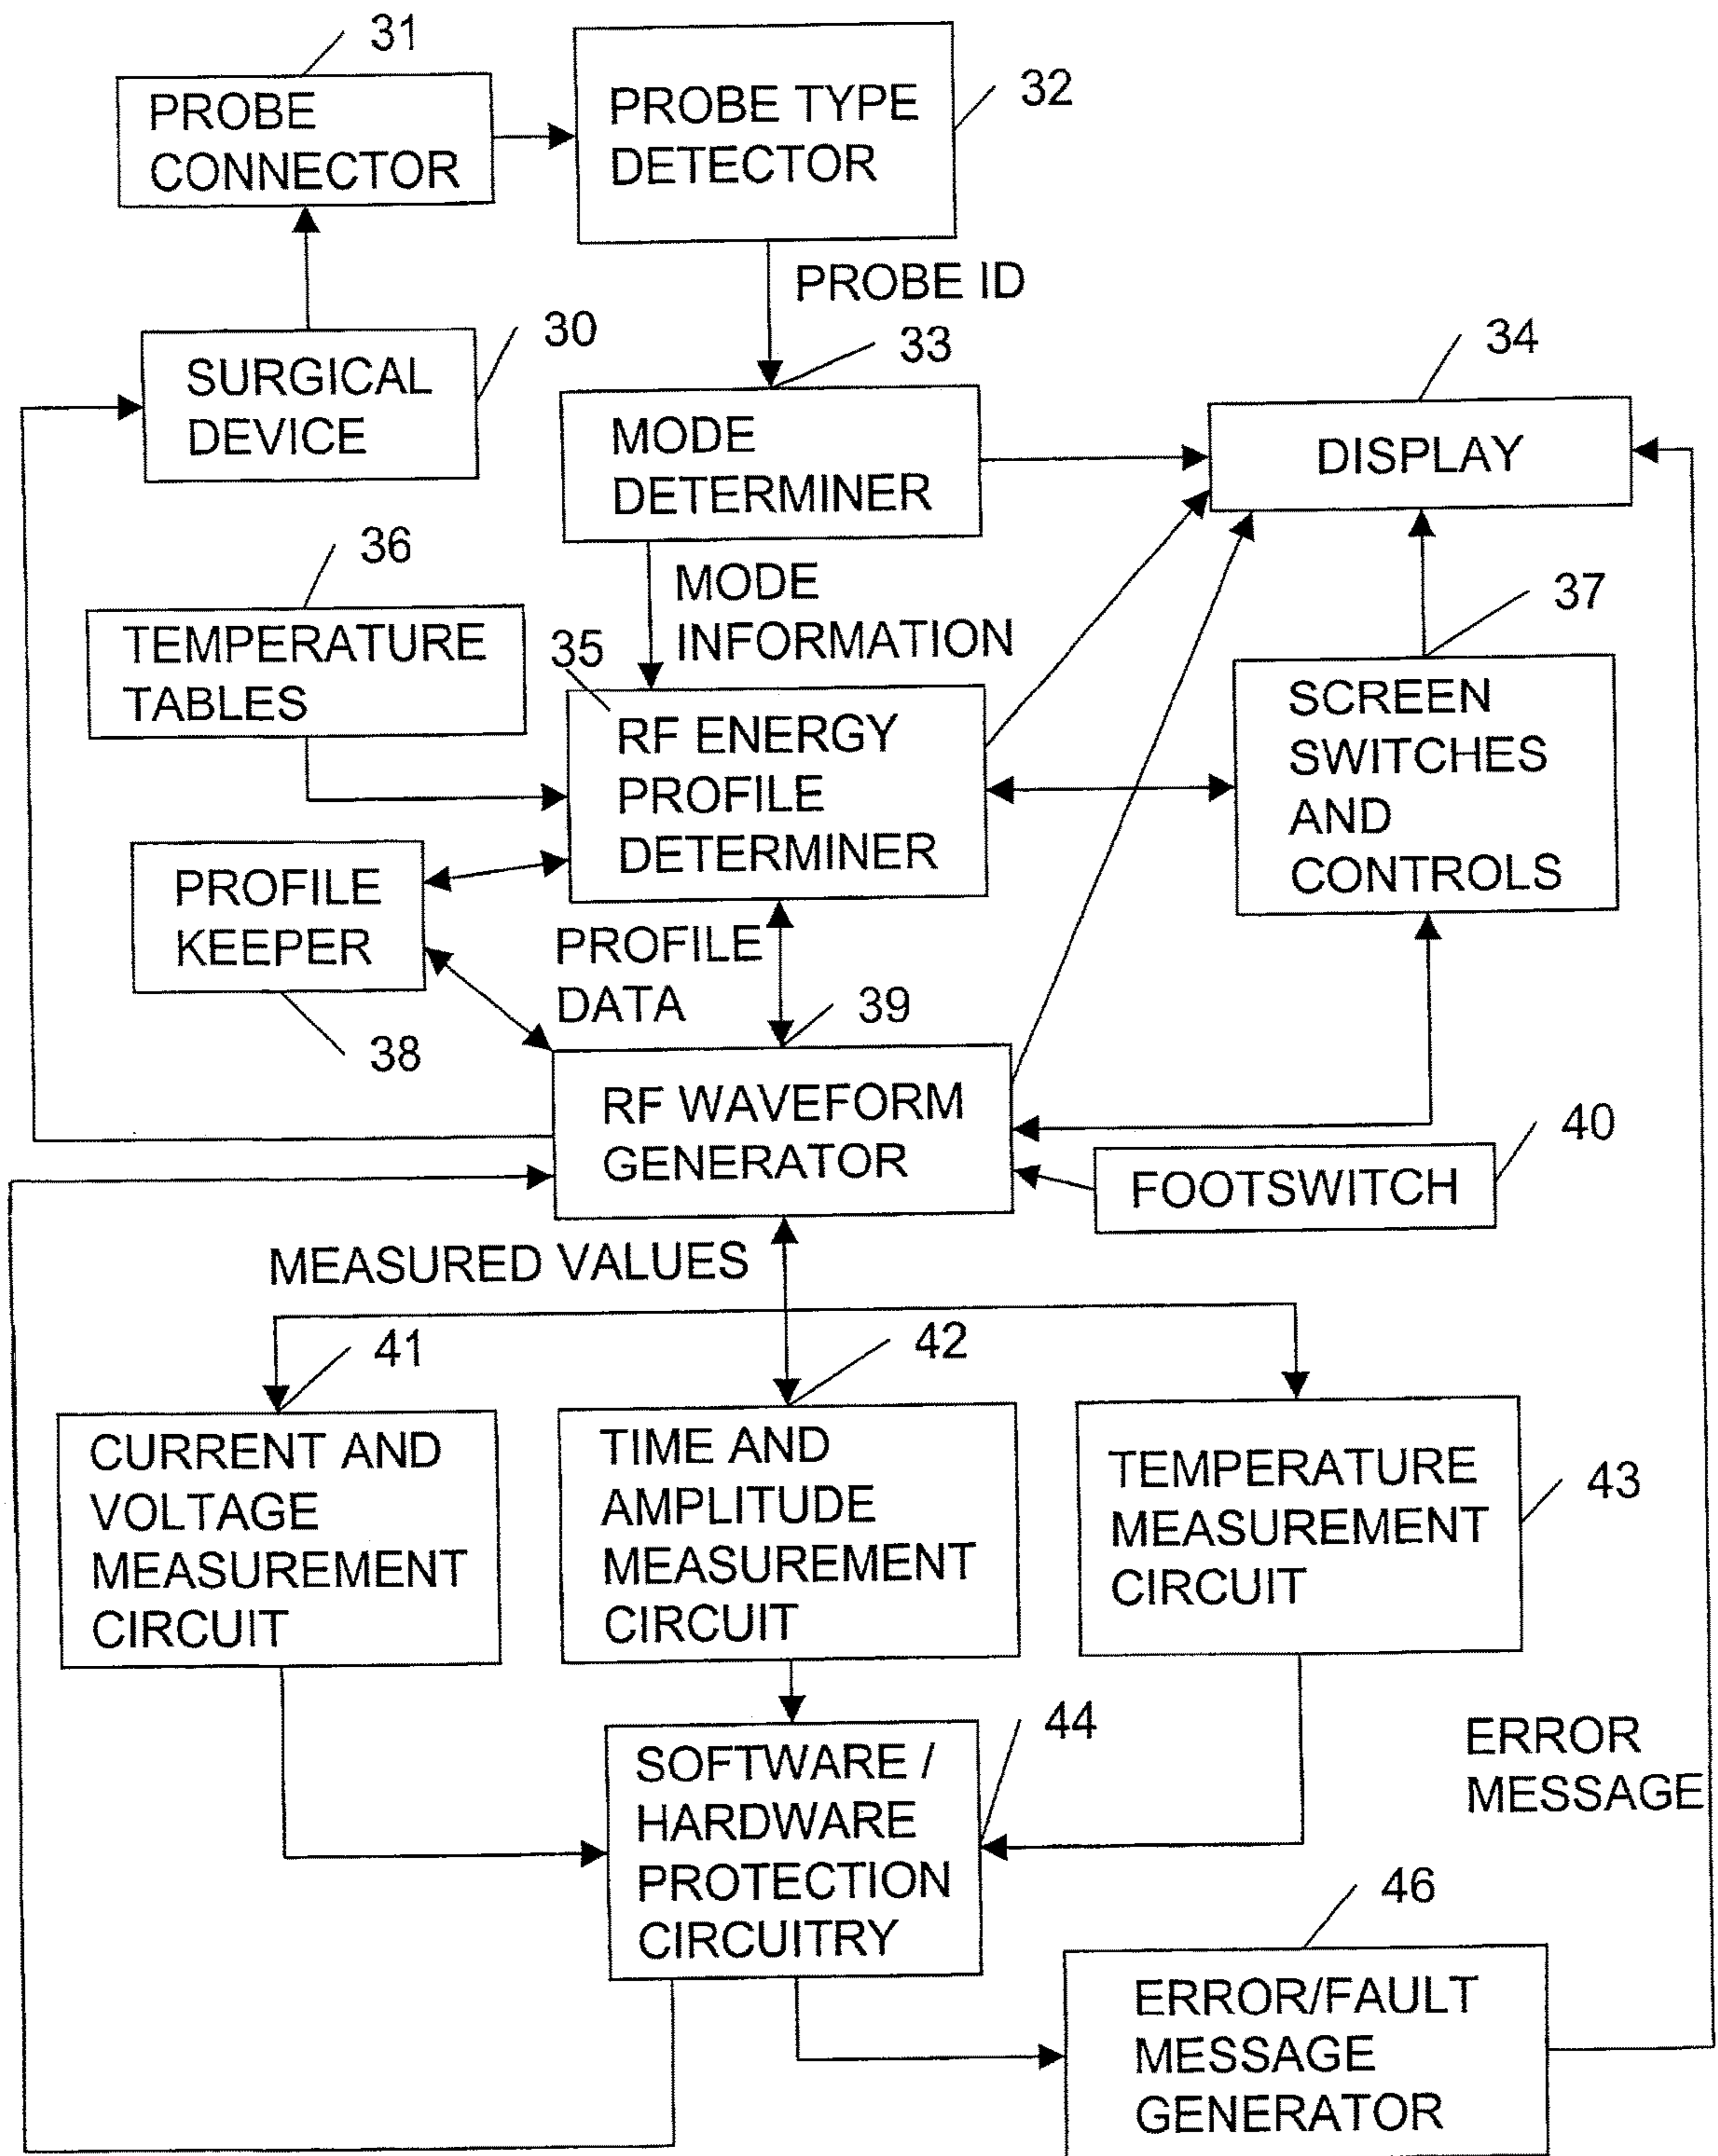 31
PROBE
CONNECTOR
PROBE TYPE
DETECTOR
32
PROBE ID
30
SURGICAL
DEVICE
33
MODE
DETERMINER
34
DISPLAY
36
TEMPERATURE
TABLES
MODE
INFORMATION
35
RF ENERGY
PROFILE
DETERMINER
37
SCREEN
SWITCHES
AND
CONTROLS
PROFILE
KEEPER
38
PROFILE
DATA
39
RF WAVEFORM
GENERATOR
40
FOOTSWITCH
MEASURED VALUES
41
CURRENT AND
VOLTAGE
MEASUREMENT
CIRCUIT
42
TIME AND
AMPLITUDE
MEASUREMENT
CIRCUIT
TEMPERATURE
MEASUREMENT
CIRCUIT
43
44
SOFTWARE /
HARDWARE
PROTECTION
CIRCUITRY
ERROR
MESSAGE
46
ERROR/FAULT
MESSAGE
GENERATOR